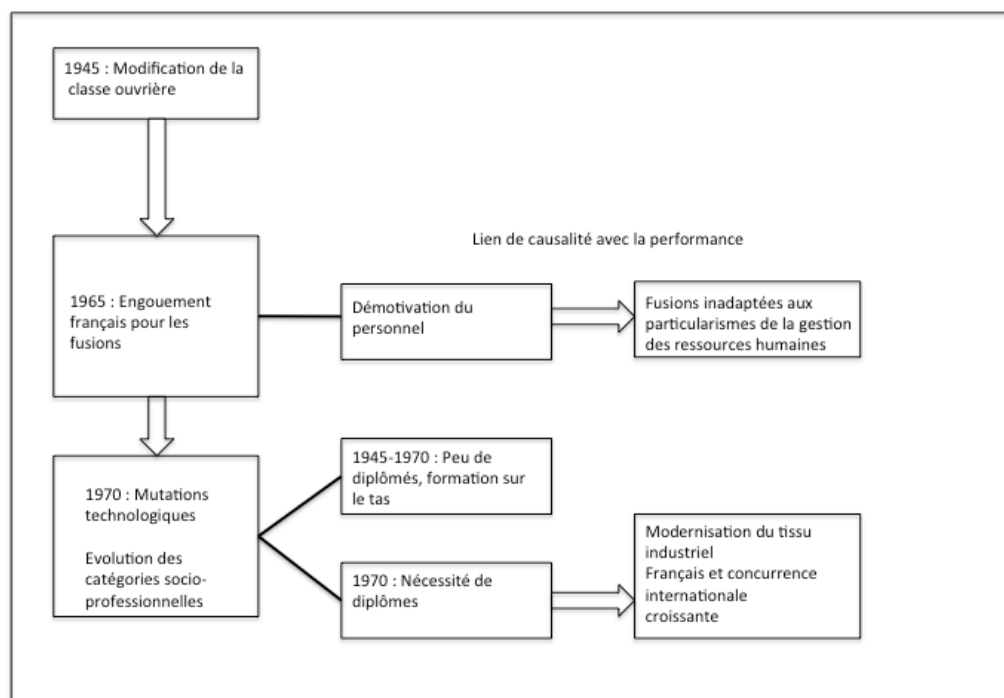 1945 : Modification de la
classe ouvrière
Lien de causalité avec la performance
1965 : Engouement
français pour les
fusions
Démotivation du
personnel
Fusions inadaptées aux
particularismes de la gestion
des ressources humaines
1970 : Mutations
technologiques
Evolution des
catégories socio-
professionnelles
1945-1970 : Peu de
diplômés, formation sur
le tas
1970 : Nécessité de
diplômes
Modernisation du tissu
industriel
Français et concurrence
internationale
croissante